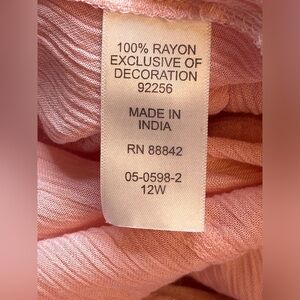 100% RAYON
EXCLUSIVE OF
DECORATION
92256
MADE IN
INDIA
RN 88842
05-0598-2
12W